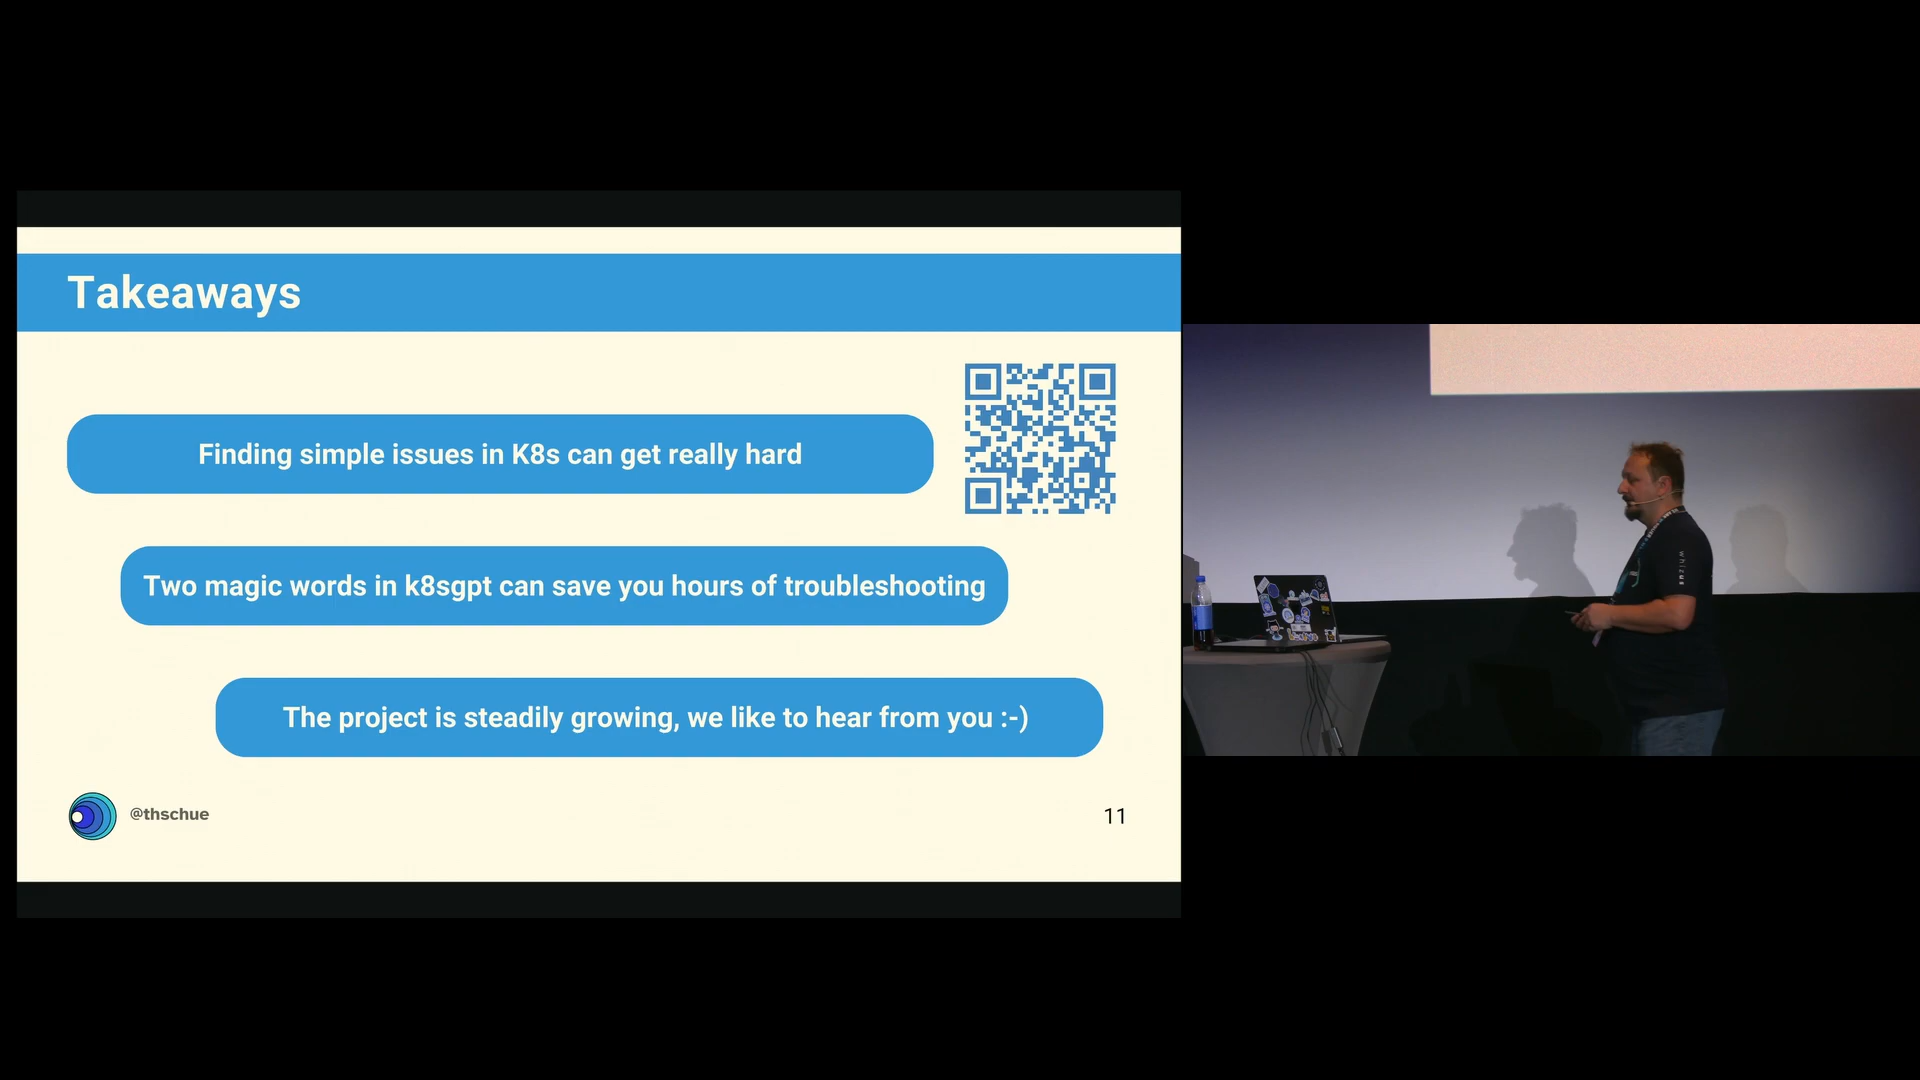 Takeaways
Finding simple issues in K8s can get really hard
Two magic words in k8sgpt can save you hours of troubleshooting
The project is steadily growing, we like to hear from you :-)
@thschue
11
whizus